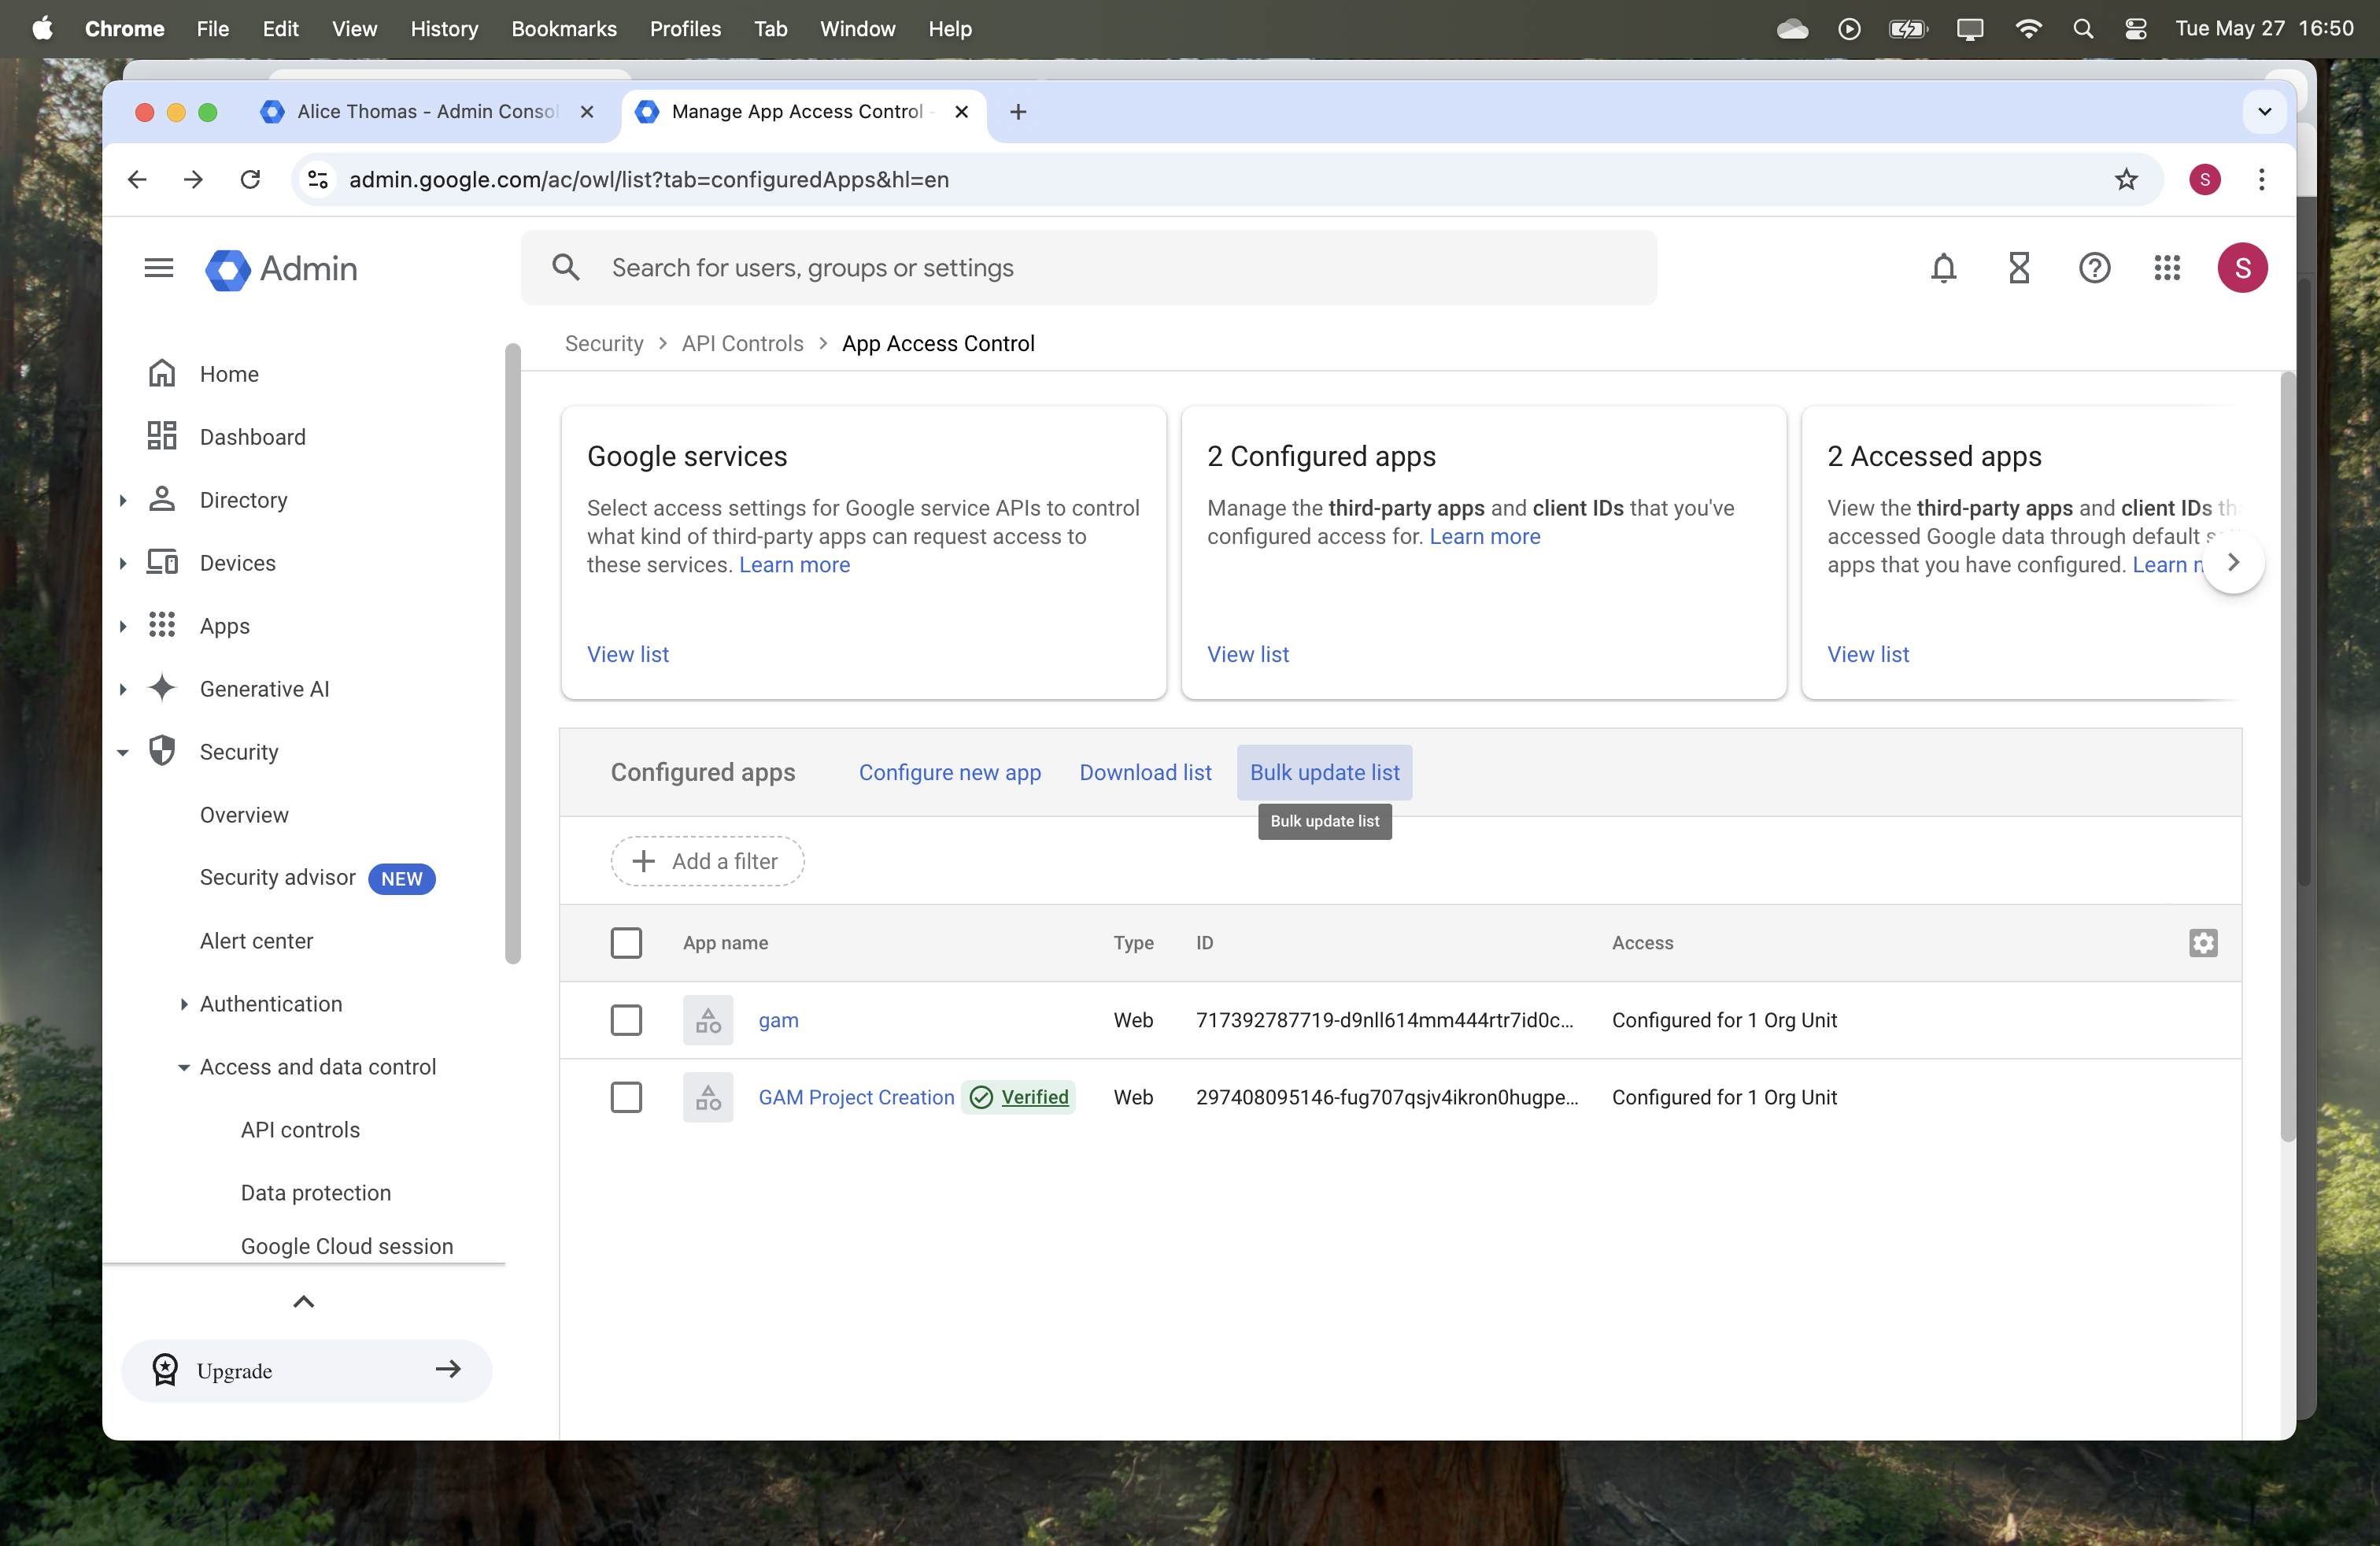 Chrome File Edit View History Bookmarks Profiles Tab Window Help Tue May 27 16:50
Alice Thomas - Admin Consol
Manage App Access Control -
admin.google.com/ac/owl/list?tab=configuredApps&hl=en
S
Admin
Search for users, groups or settings
S
Security > API Controls > App Access Control
Home
Dashboard
Directory
Devices
Apps
Generative AI
Security
Overview
Security advisor NEW
Alert center
Authentication
Access and data control
API controls
Data protection
Google Cloud session
Upgrade
Google services
Select access settings for Google service APIs to control
what kind of third-party apps can request access to
these services. Learn more
View list
2 Configured apps
Manage the third-party apps and client IDs that you've
configured access for. Learn more
View list
2 Accessed apps
View the third-party apps and client IDs th
accessed Google data through default s
apps that you have configured. Learn
View list
Configured apps Configure new app Download list Bulk update list
Bulk update list
Add a filter
App name Type ID Access
gam Web 717392787719-d9nll614mm444rtr7id0c... Configured for 1 Org Unit
GAM Project Creation Verified Web 297408095146-fug707qsjv4ikron0hugpe... Configured for 1 Org Unit